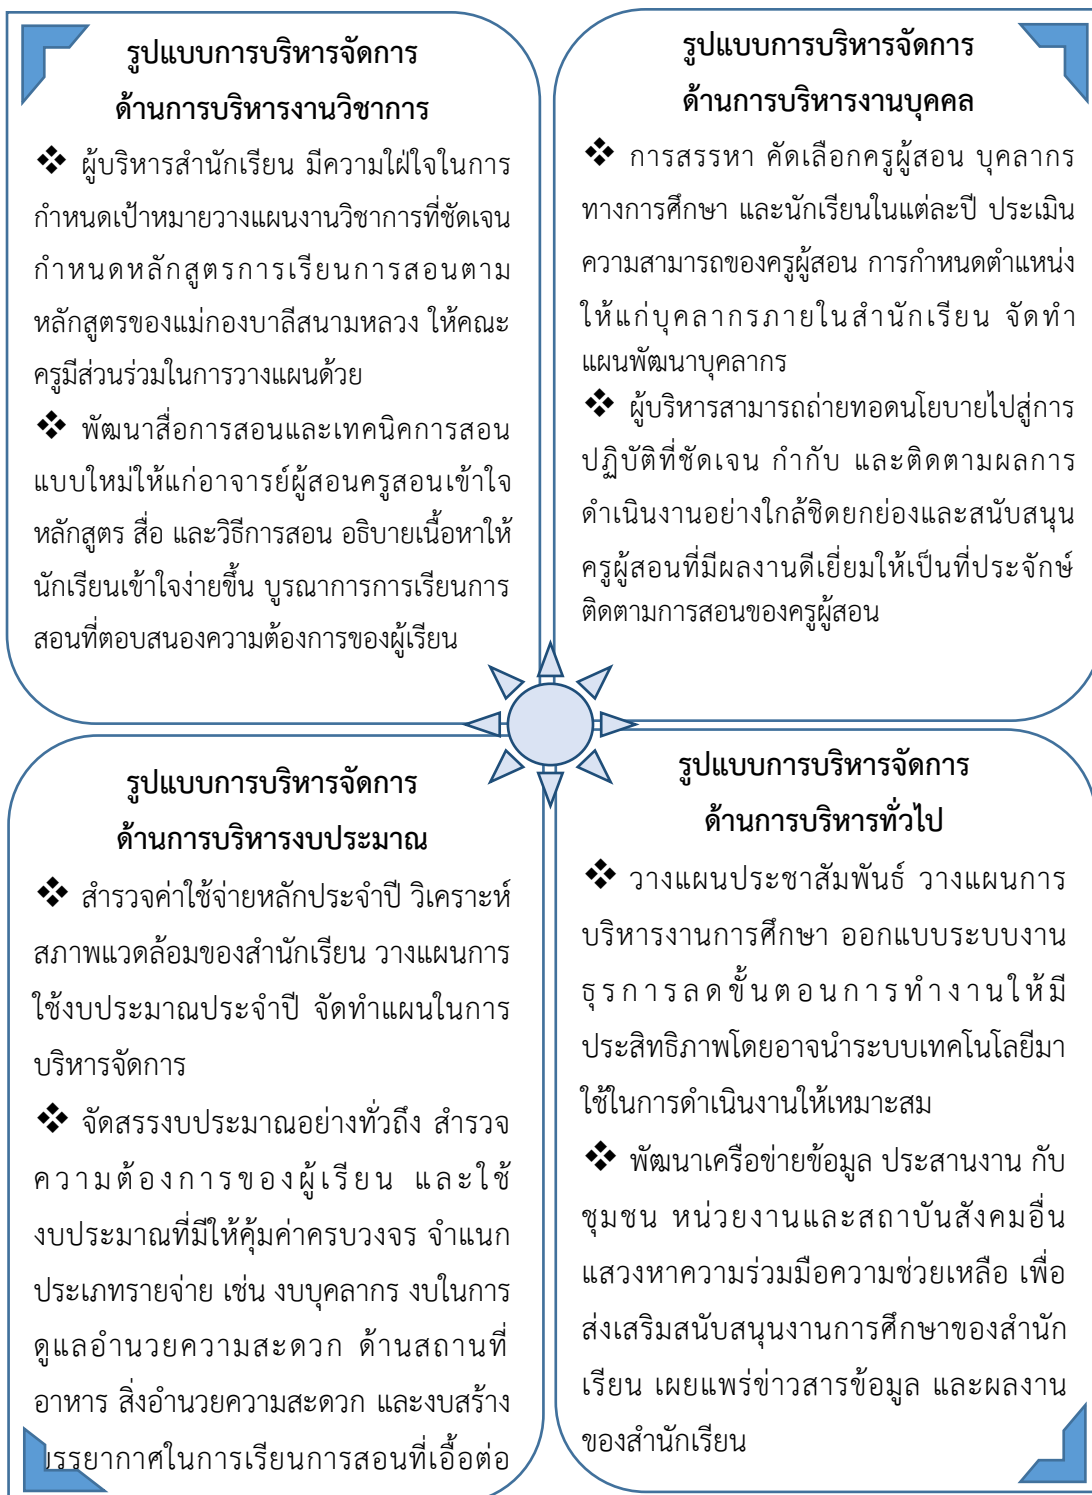 รูปแบบการบริหารจัดการ
ด้านการบริหารงานวิชาการ
❖ ผู้บริหารสำนักเรียน มีความใฝ่ใจในการ
กำหนดเป้าหมายวางแผนงานวิชาการที่ชัดเจน
กำหนดหลักสูตรการเรียนการสอนตาม
หลักสูตรของแม่กองบาลีสนามหลวง ให้คณะ
ครูมีส่วนร่วมในการวางแผนด้วย
❖ พัฒนาสื่อการสอนและเทคนิคการสอน
แบบใหม่ให้แก่อาจารย์ผู้สอนครูสอนเข้าใจ
หลักสูตร สื่อ และวิธีการสอน อธิบายเนื้อหาให้
นักเรียนเข้าใจง่ายขึ้น บูรณาการการเรียนการ
สอนที่ตอบสนองความต้องการของผู้เรียน
รูปแบบการบริหารจัดการ
ด้านการบริหารงานบุคคล
❖ การสรรหา คัดเลือกครูผู้สอน บุคลากร
ทางการศึกษา และนักเรียนในแต่ละปี ประเมิน
ความสามารถของครูผู้สอน การกำหนดตำแหน่ง
ให้แก่บุคลากรภายในสำนักเรียน จัดทำ
แผนพัฒนาบุคลากร
❖ ผู้บริหารสามารถถ่ายทอดนโยบายไปสู่การ
ปฏิบัติที่ชัดเจน กำกับ และติดตามผลการ
ดำเนินงานอย่างใกล้ชิดยกย่องและสนับสนุน
ครูผู้สอนที่มีผลงานดีเยี่ยมให้เป็นที่ประจักษ์
ติดตามการสอนของครูผู้สอน
รูปแบบการบริหารจัดการ
ด้านการบริหารงบประมาณ
❖ สำรวจค่าใช้จ่ายหลักประจำปี วิเคราะห์
สภาพแวดล้อมของสำนักเรียน วางแผนการ
ใช้งบประมาณประจำปี จัดทำแผนในการ
บริหารจัดการ
❖ จัดสรรงบประมาณอย่างทั่วถึง สำรวจ
ความต้องการของผู้เรียน และใช้
งบประมาณที่มีให้คุ้มค่าครบวงจร จำแนก
ประเภทรายจ่าย เช่น งบบุคลากร งบในการ
ดูแลอำนวยความสะดวก ด้านสถานที่
อาหาร สิ่งอำนวยความสะดวก และงบสร้าง
บรรยากาศในการเรียนการสอนที่เอื้อต่อ
รูปแบบการบริหารจัดการ
ด้านการบริหารทั่วไป
❖ วางแผนประชาสัมพันธ์ วางแผนการ
บริหารงานการศึกษา ออกแบบระบบงาน
ธุรการลดขั้นตอนการทำงานให้มี
ประสิทธิภาพโดยอาจนำระบบเทคโนโลยีมา
ใช้ในการดำเนินงานให้เหมาะสม
❖ พัฒนาเครือข่ายข้อมูล ประสานงาน กับ
ชุมชน หน่วยงานและสถาบันสังคมอื่น
แสวงหาความร่วมมือความช่วยเหลือ เพื่อ
ส่งเสริมสนับสนุนงานการศึกษาของสำนัก
เรียน เผยแพร่ข่าวสารข้อมูล และผลงาน
ของสำนักเรียน